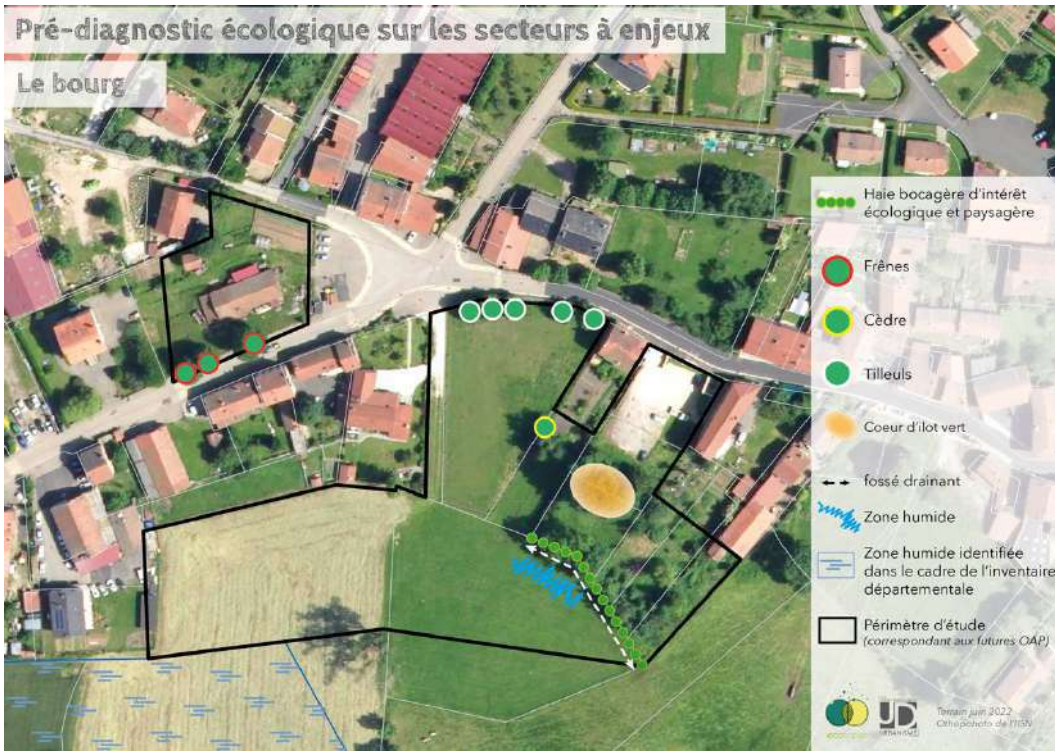 Pré-diagnostic écologique sur les secteurs à enjeux
Le bourg
Haie bocagère d'intérêt
écologique et paysagère
Frênes
Cèdre
Tilleuls
Coeur d'ilot vert
fossé drainant
Zone humide
Zone humide identifiée
dans le cadre de l'inventaire
départementale
Périmètre d'étude
(correspondant aux futures OAP)
JD
Terrain juin 2022
Orthophoto de l'IGN